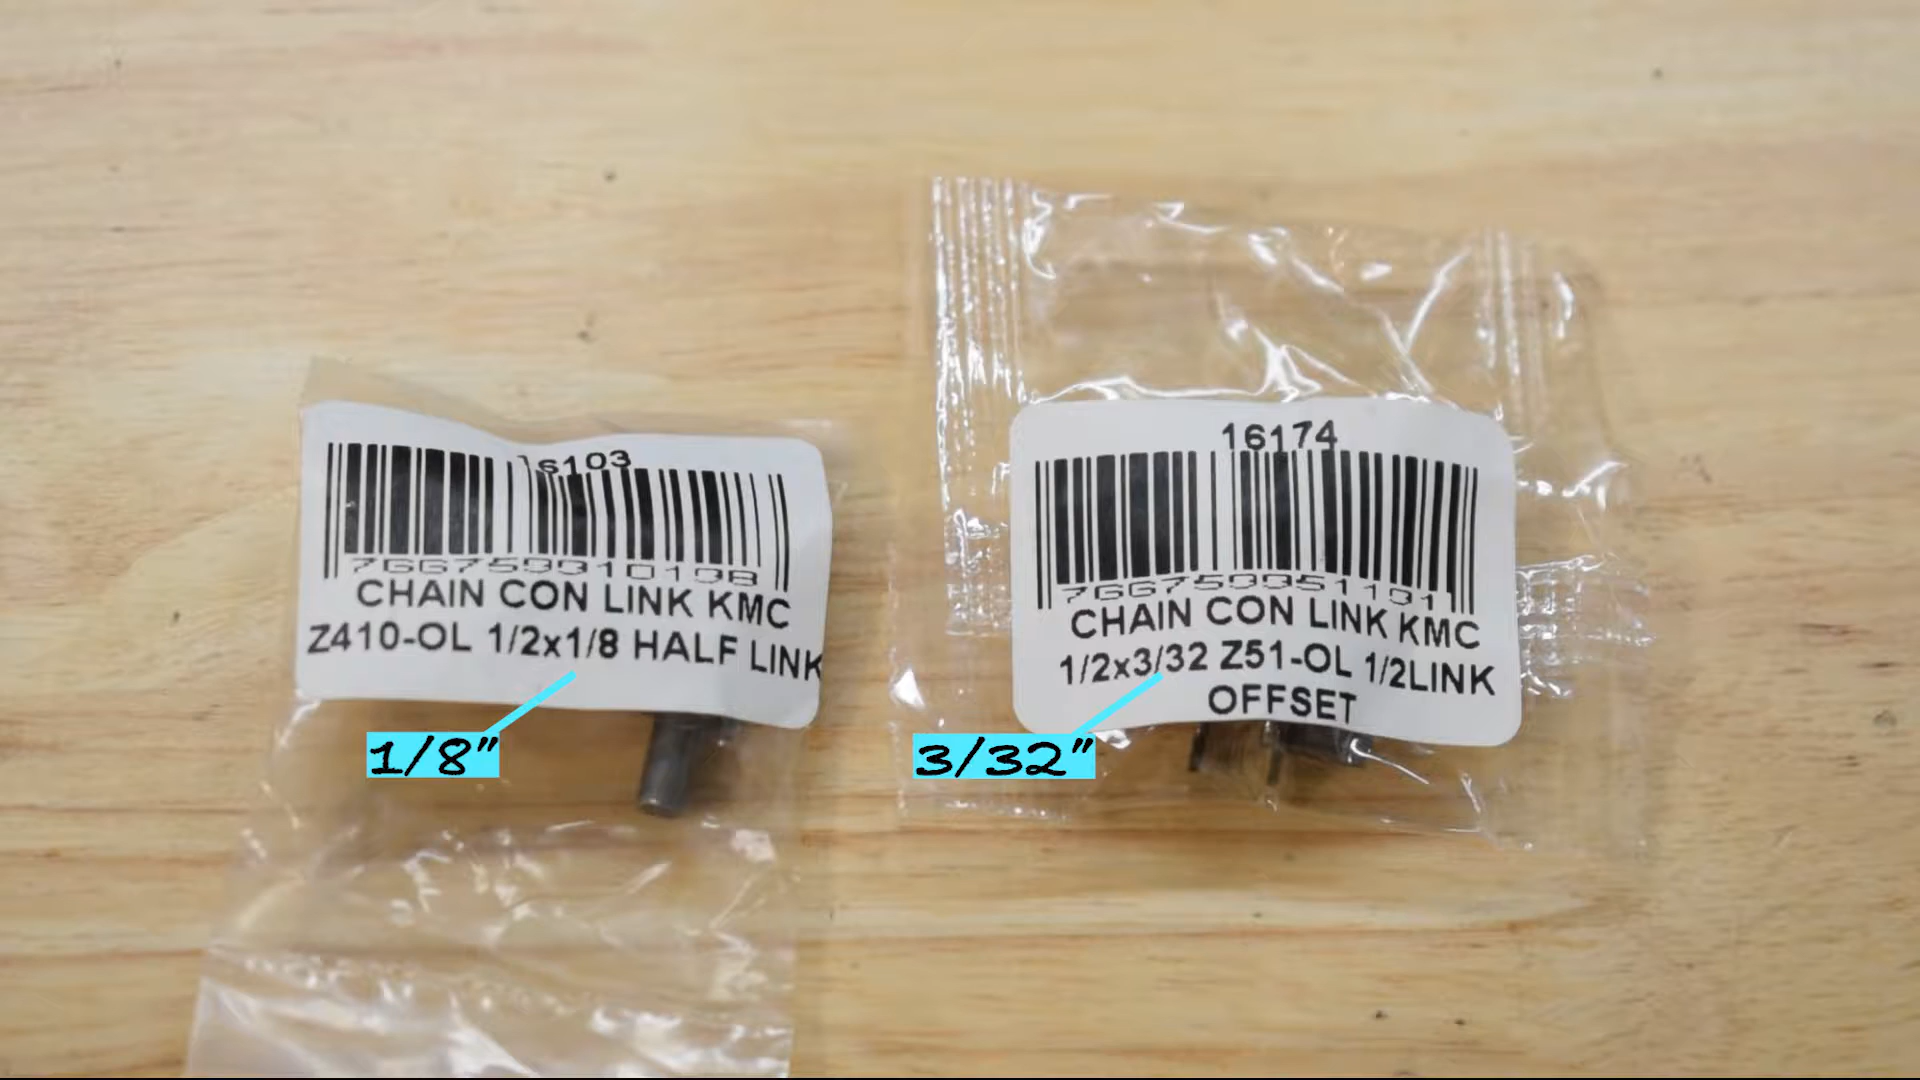 16103
CHAIN CON LINK KMC
Z410-OL 1/2x1/8 HALF LINK
1/8"
16174
CHAIN CON LINK KMC
1/2x3/32 Z51-OL 1/2LINK
OFFSET
3/32"